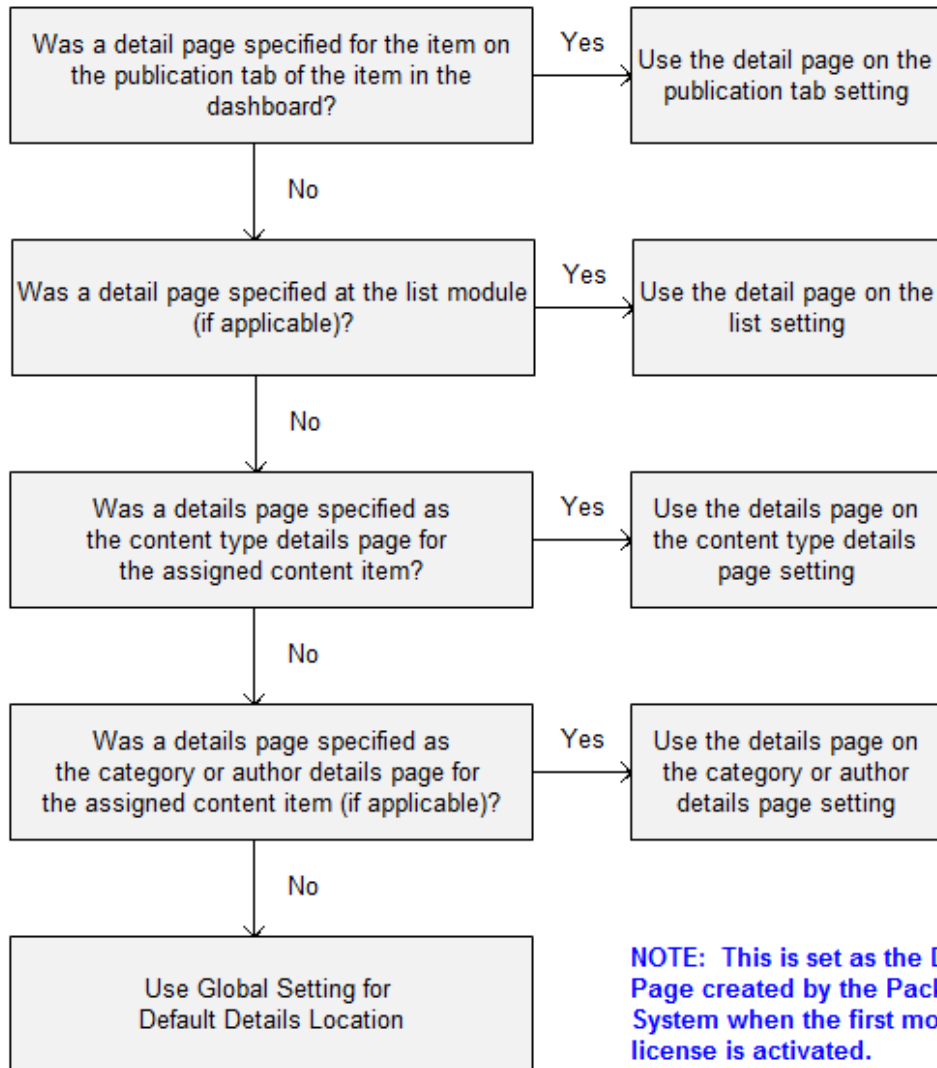 Was a detail page specified for the item on
the publication tab of the item in the
dashboard?
Yes
Use the detail page on the
publication tab setting
No
Was a detail page specified at the list module
(if applicable)?
Yes
Use the detail page on the
list setting
No
Was a details page specified as
the content type details page for
the assigned content item?
Yes
Use the details page on
the content type details
page setting
No
Was a details page specified as
the category or author details page for
the assigned content item (if applicable)?
Yes
Use the details page on
the category or author
details page setting
No
Use Global Setting for
Default Details Location
NOTE: This is set as the
Page created by the
System when the first
license is activated.